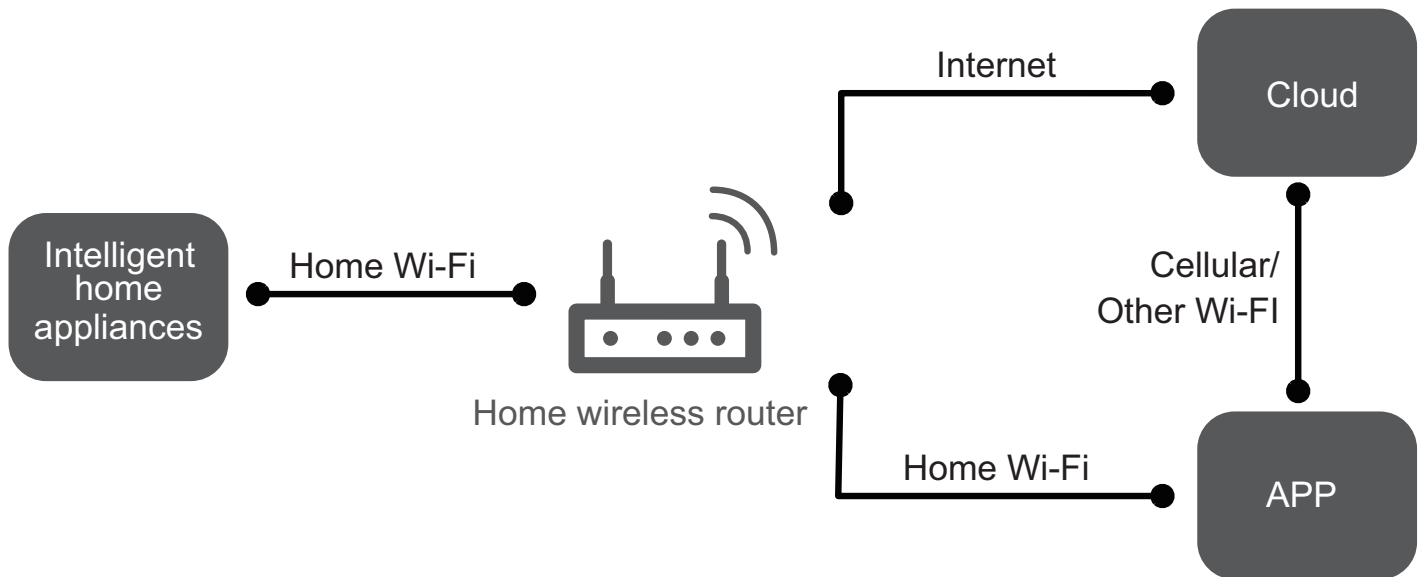 Internet
Cloud
Intelligent
home
appliances
Home Wi-Fi
Cellular/
Other Wi-FI
Home wireless router
Home Wi-Fi
APP